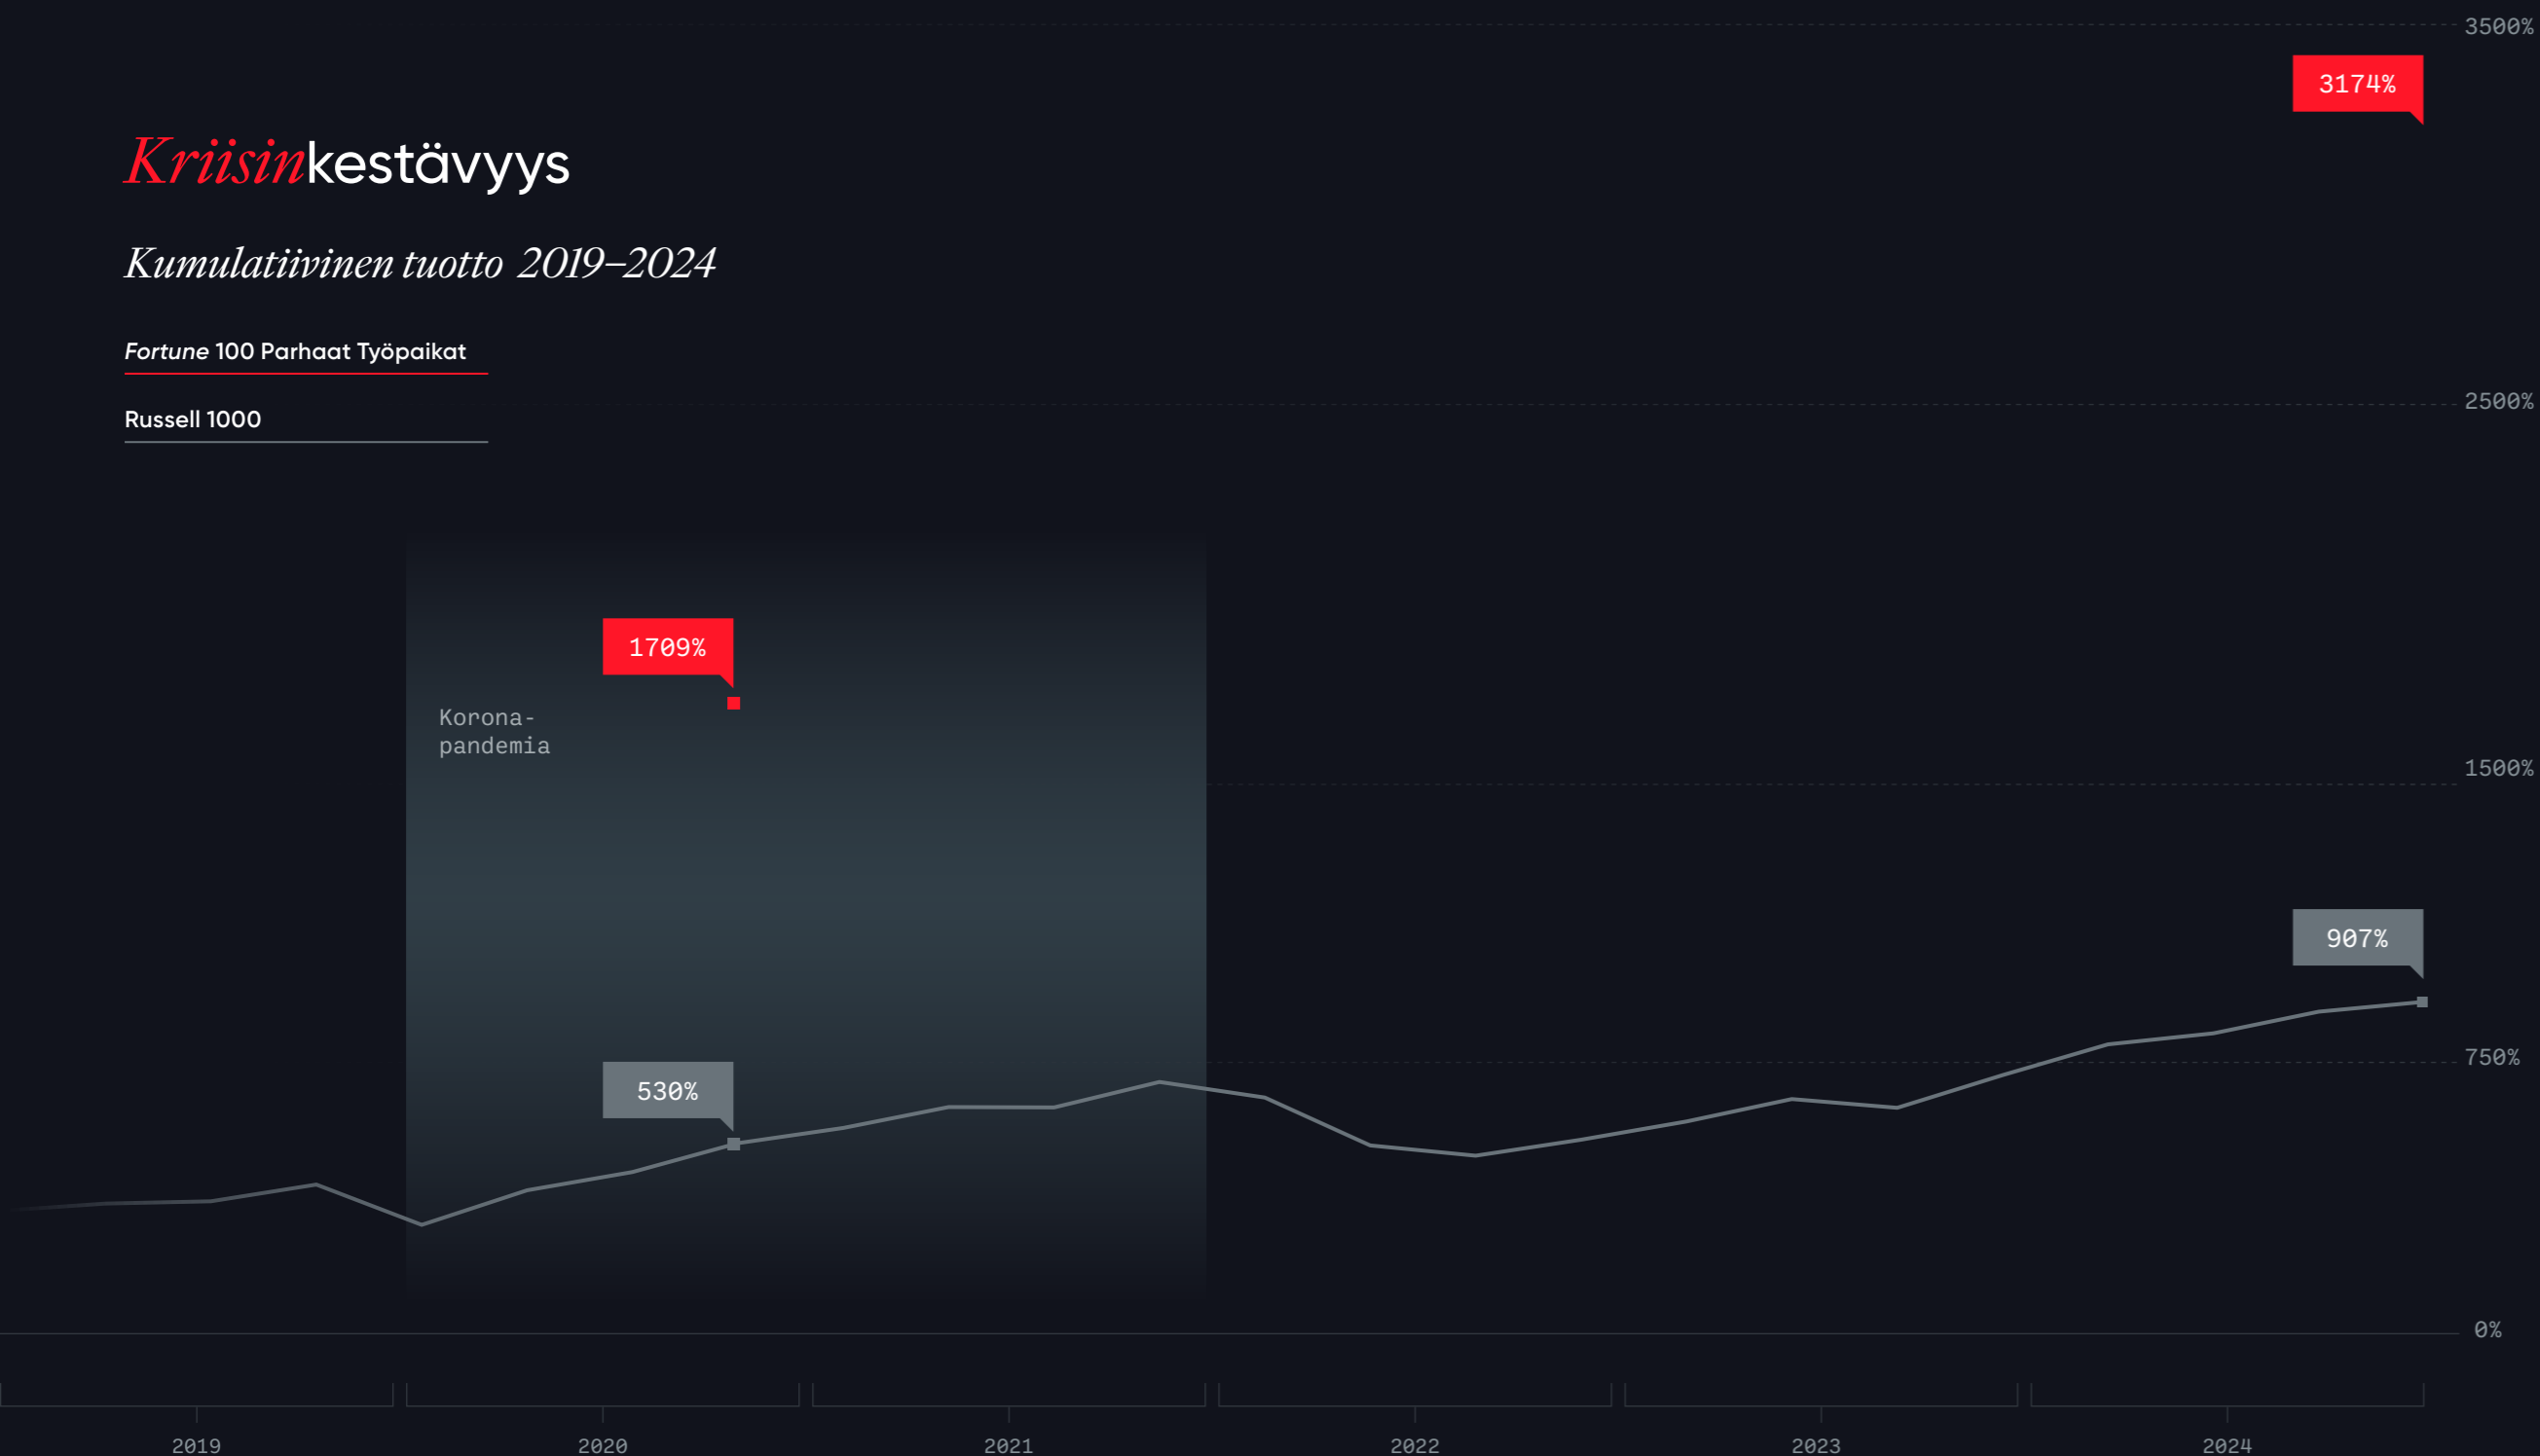 3500%
3174%
Kriisinkestävyys
Kumulatiivinen tuotto 2019–2024
Fortune 100 Parhaat Työpaikat
2500%
Russell 1000
1709%
Korona-
pandemia
1500%
907%
750%
530%
0%
2019 2020 2021 2022 2023 2024